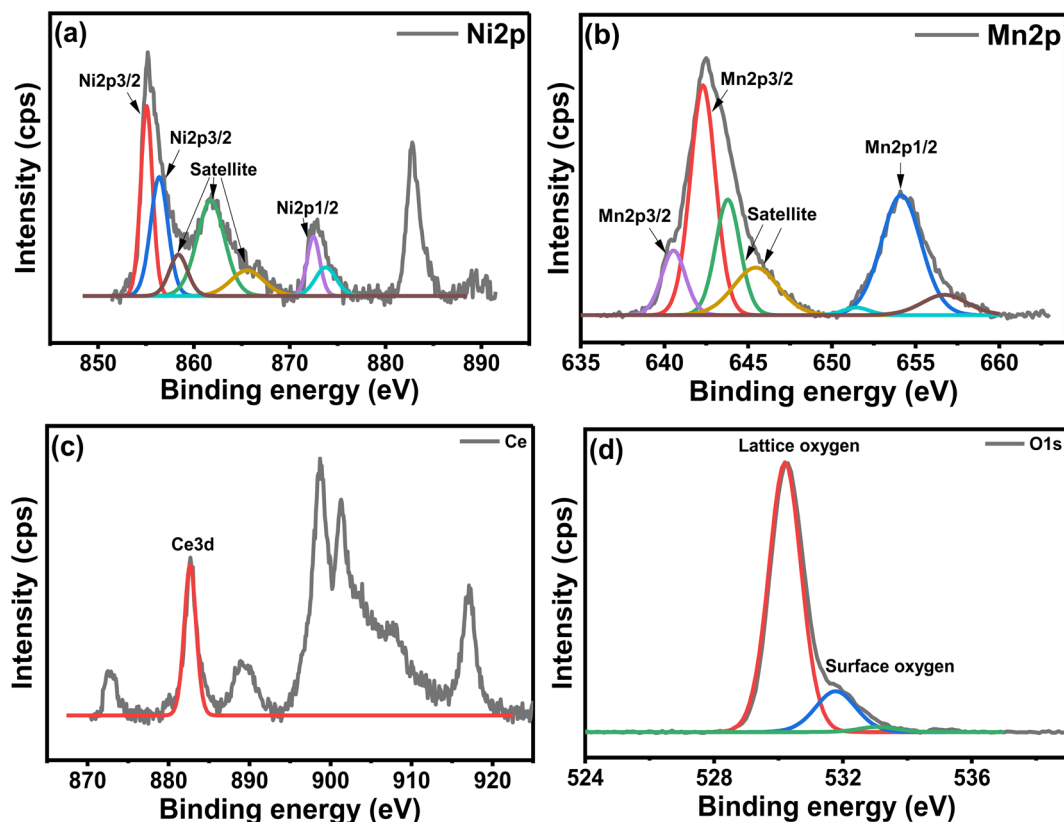 (a)
Ni2p
Ni2p3/2
Ni2p3/2
Satellite
Ni2p1/2
Intensity (cps)
850 860 870 880 890
Binding energy (eV)
(b)
Mn2p
Mn2p3/2
Mn2p1/2
Mn2p3/2
Satellite
Intensity (cps)
635 640 645 650 655 660
Binding energy (eV)
(c)
Ce
Ce3d
Intensity (cps)
870 880 890 900 910 920
Binding energy (eV)
(d)
O1s
Lattice oxygen
Surface oxygen
Intensity (cps)
524 528 532 536
Binding energy (eV)